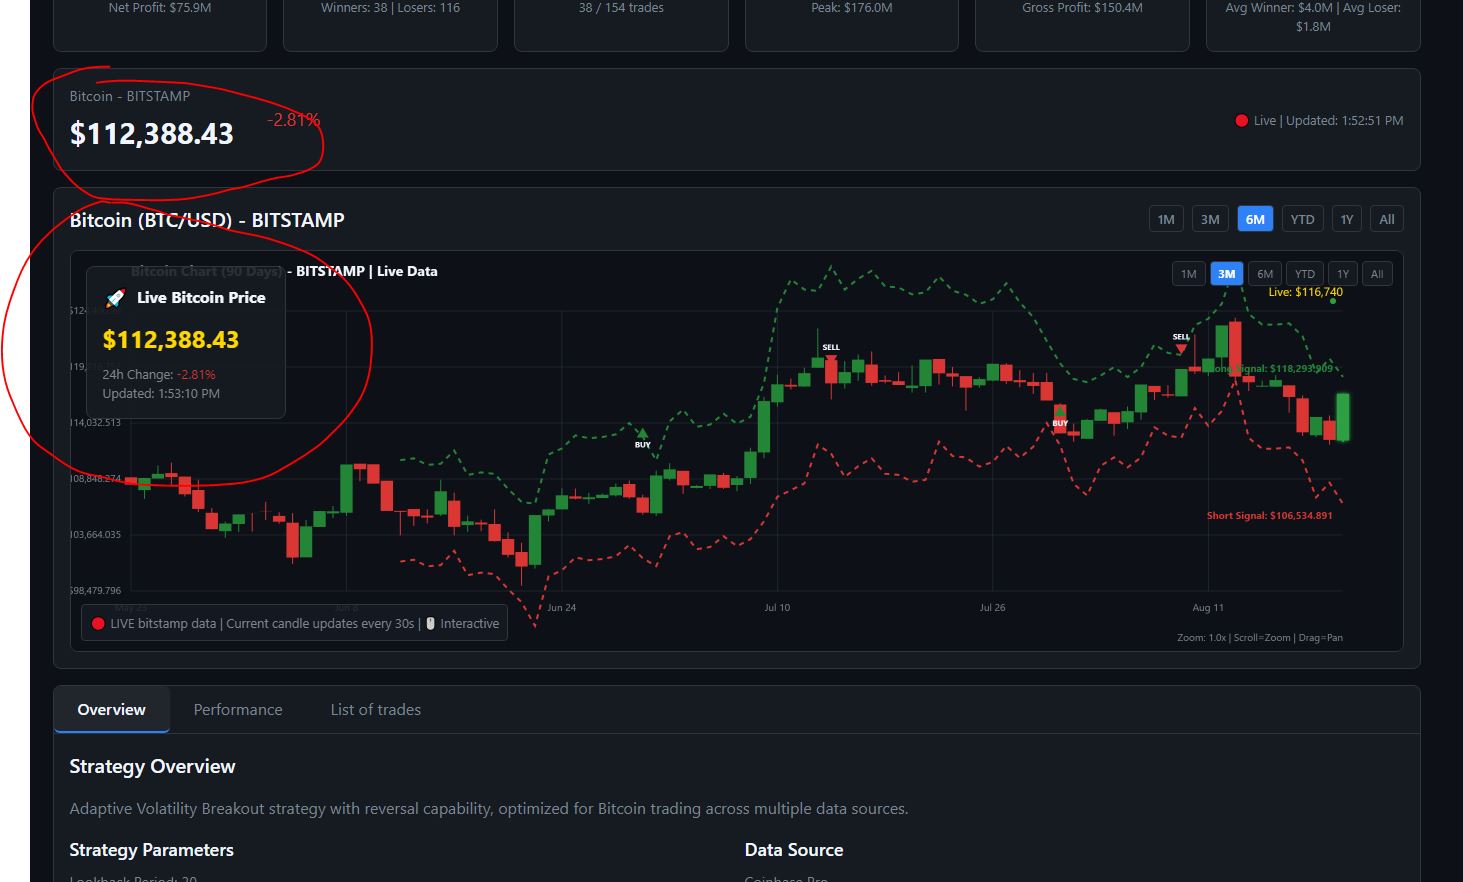 Net Profit: $75.9M
Winners: 38 | Losers: 116
38 / 154 trades
Peak: $176.0M
Gross Profit: $150.4M
Avg Winner: $4.0M | Avg Loser:
$1.8M
Bitcoin - BITSTAMP
$112,388.43
-2.81%
Live | Updated: 1:52:51 PM
Bitcoin (BTC/USD) - BITSTAMP
1M 3M 6M YTD 1Y All
Bitcoin Chart (90 Days) - BITSTAMP | Live Data
1M 3M 6M YTD 1Y All
Live: $116,740
Live Bitcoin Price
$112,388.43
24h Change: -2.81%
Updated: 1:53:10 PM
SELL
SELL
Signal: $118,293.909
BUY
BUY
14,032.513
08,848.274
Short Signal: $106,534.891
03,664.035
$98,479.796
May 23 Jun 8 Jun 24 Jul 10 Jul 26 Aug 11
LIVE bitstamp data | Current candle updates every 30s | Interactive
Zoom: 1.0x | Scroll=Zoom | Drag=Pan
Overview Performance List of trades
Strategy Overview
Adaptive Volatility Breakout strategy with reversal capability, optimized for Bitcoin trading across multiple data sources.
Strategy Parameters
Data Source
Lookback Period: 20
Coinbase Pro